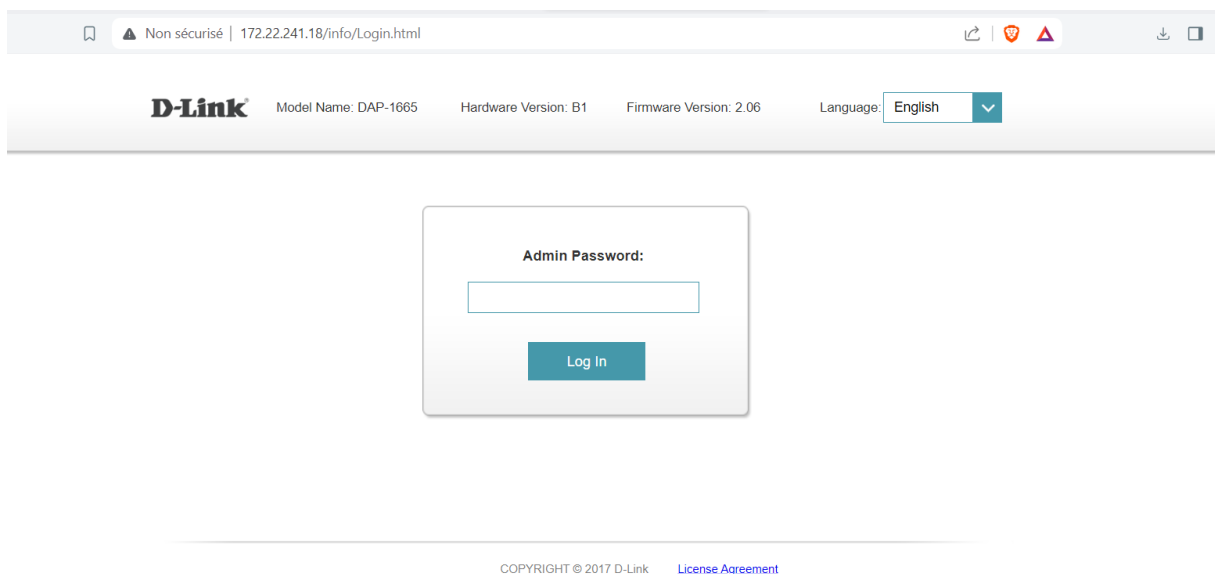 Non sécurisé | 172.22.241.18/info/Login.html
D-Link Model Name: DAP-1665 Hardware Version: B1 Firmware Version: 2.06 Language: English
Admin Password:
Log In
COPYRIGHT © 2017 D-Link License Agreement